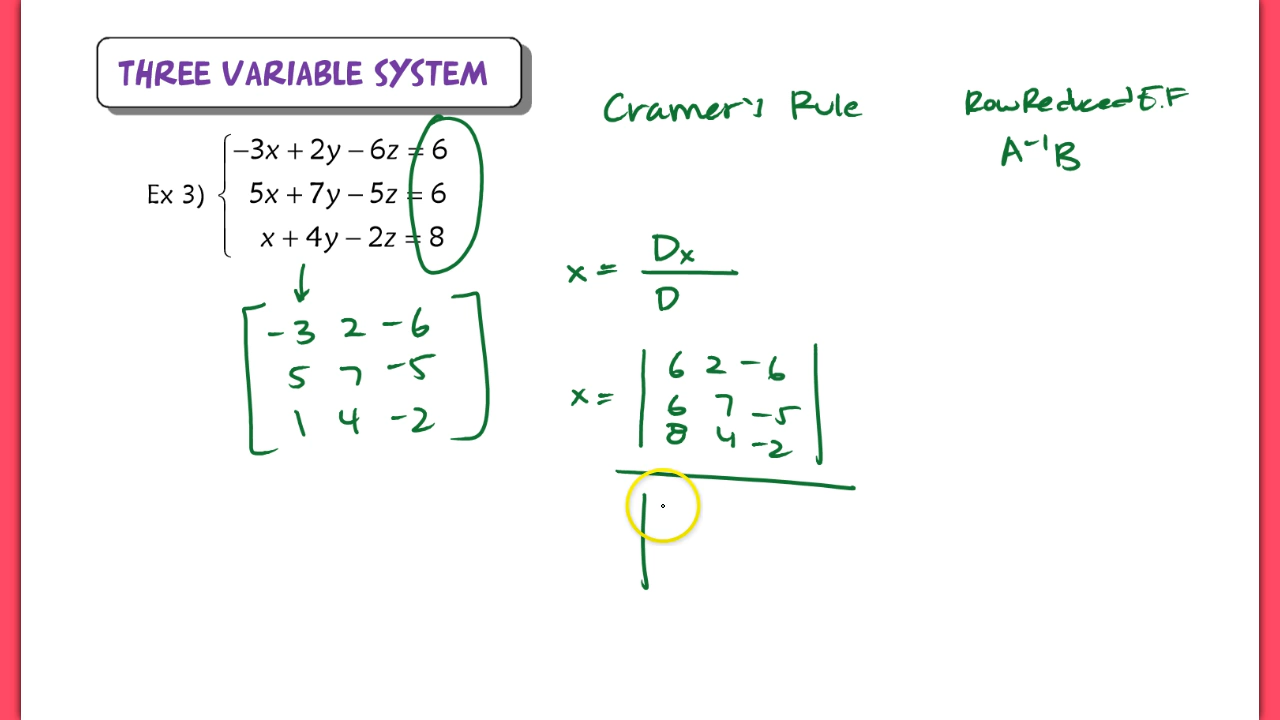 THREE VARIABLE SYSTEM
Cramer's Rule
Row Reduced E.F
A⁻¹B
Ex 3)
−3x + 2y − 6z = 6
5x + 7y − 5z = 6
x + 4y − 2z = 8
-3 2 -6
5 7 -5
1 4 -2
x = Dx
D
x =
6 2 -6
6 7 -5
8 4 -2